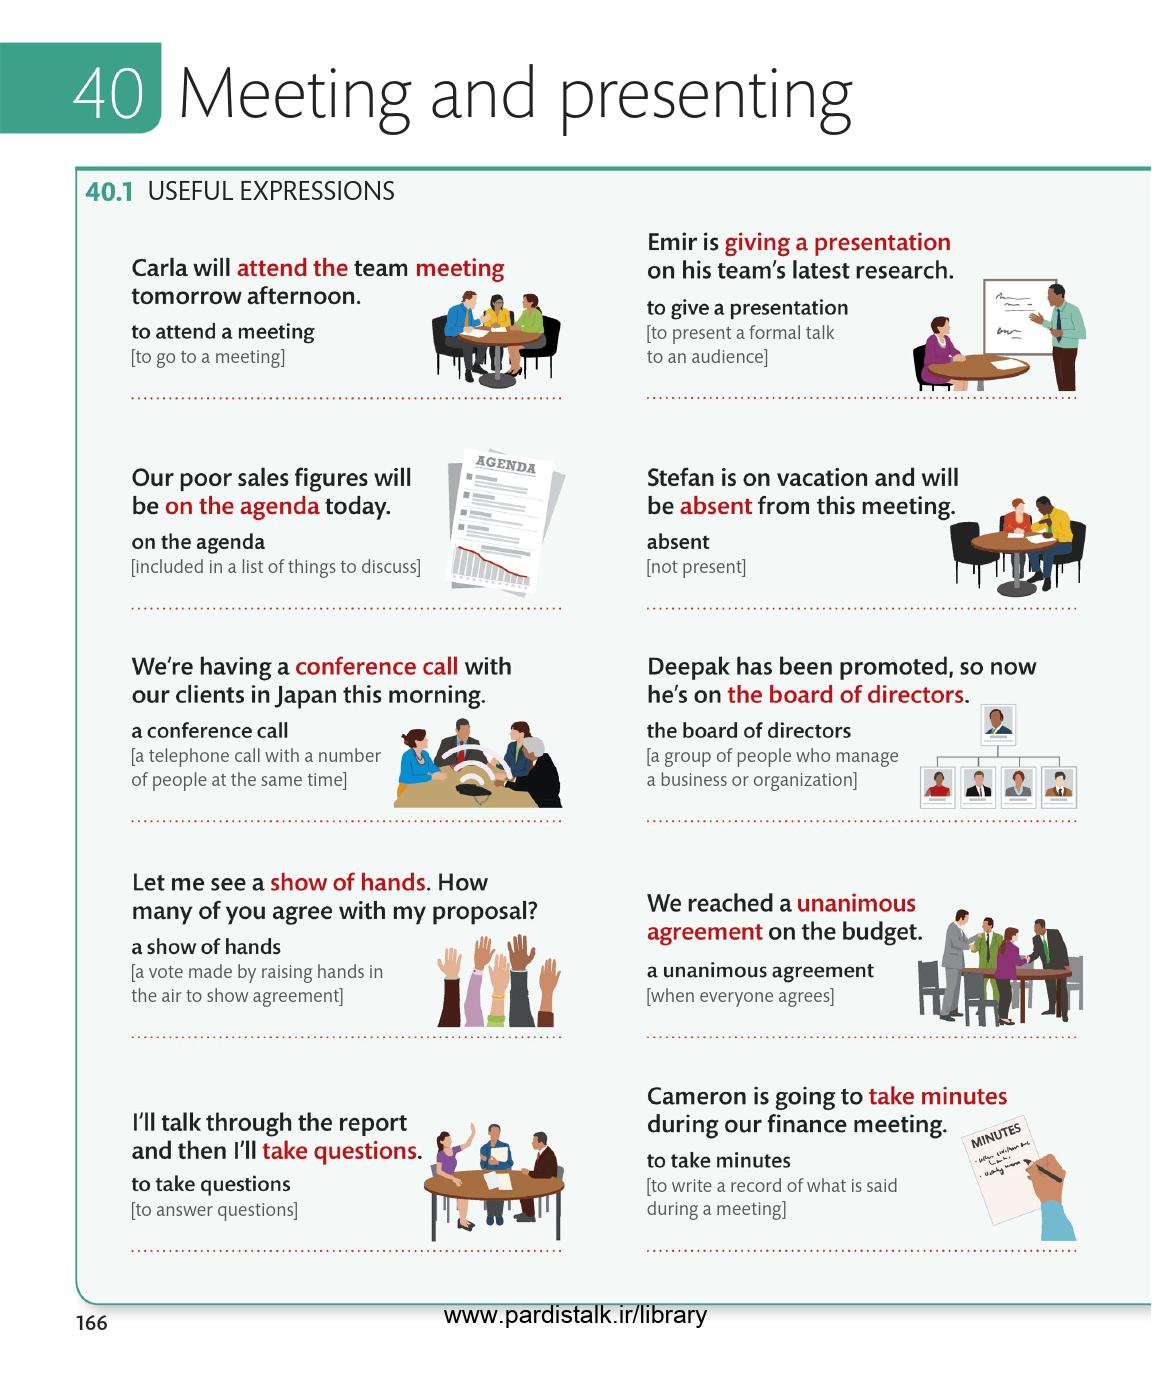 40 Meeting and presenting
40.1 USEFUL EXPRESSIONS
Carla will attend the team meeting
tomorrow afternoon.
to attend a meeting
[to go to a meeting]
Our poor sales figures will
be on the agenda today.
on the agenda
[included in a list of things to discuss]
AGENDA
We’re having a conference call with
our clients in Japan this morning.
a conference call
[a telephone call with a number
of people at the same time]
Let me see a show of hands. How
many of you agree with my proposal?
a show of hands
[a vote made by raising hands in
the air to show agreement]
I’ll talk through the report
and then I’ll take questions.
to take questions
[to answer questions]
Emir is giving a presentation
on his team’s latest research.
to give a presentation
[to present a formal talk
to an audience]
Stefan is on vacation and will
be absent from this meeting.
absent
[not present]
Deepak has been promoted, so now
he’s on the board of directors.
the board of directors
[a group of people who manage
a business or organization]
We reached a unanimous
agreement on the budget.
a unanimous agreement
[when everyone agrees]
Cameron is going to take minutes
during our finance meeting.
to take minutes
[to write a record of what is said
during a meeting]
MINUTES
166
www.pardistalk.ir/library